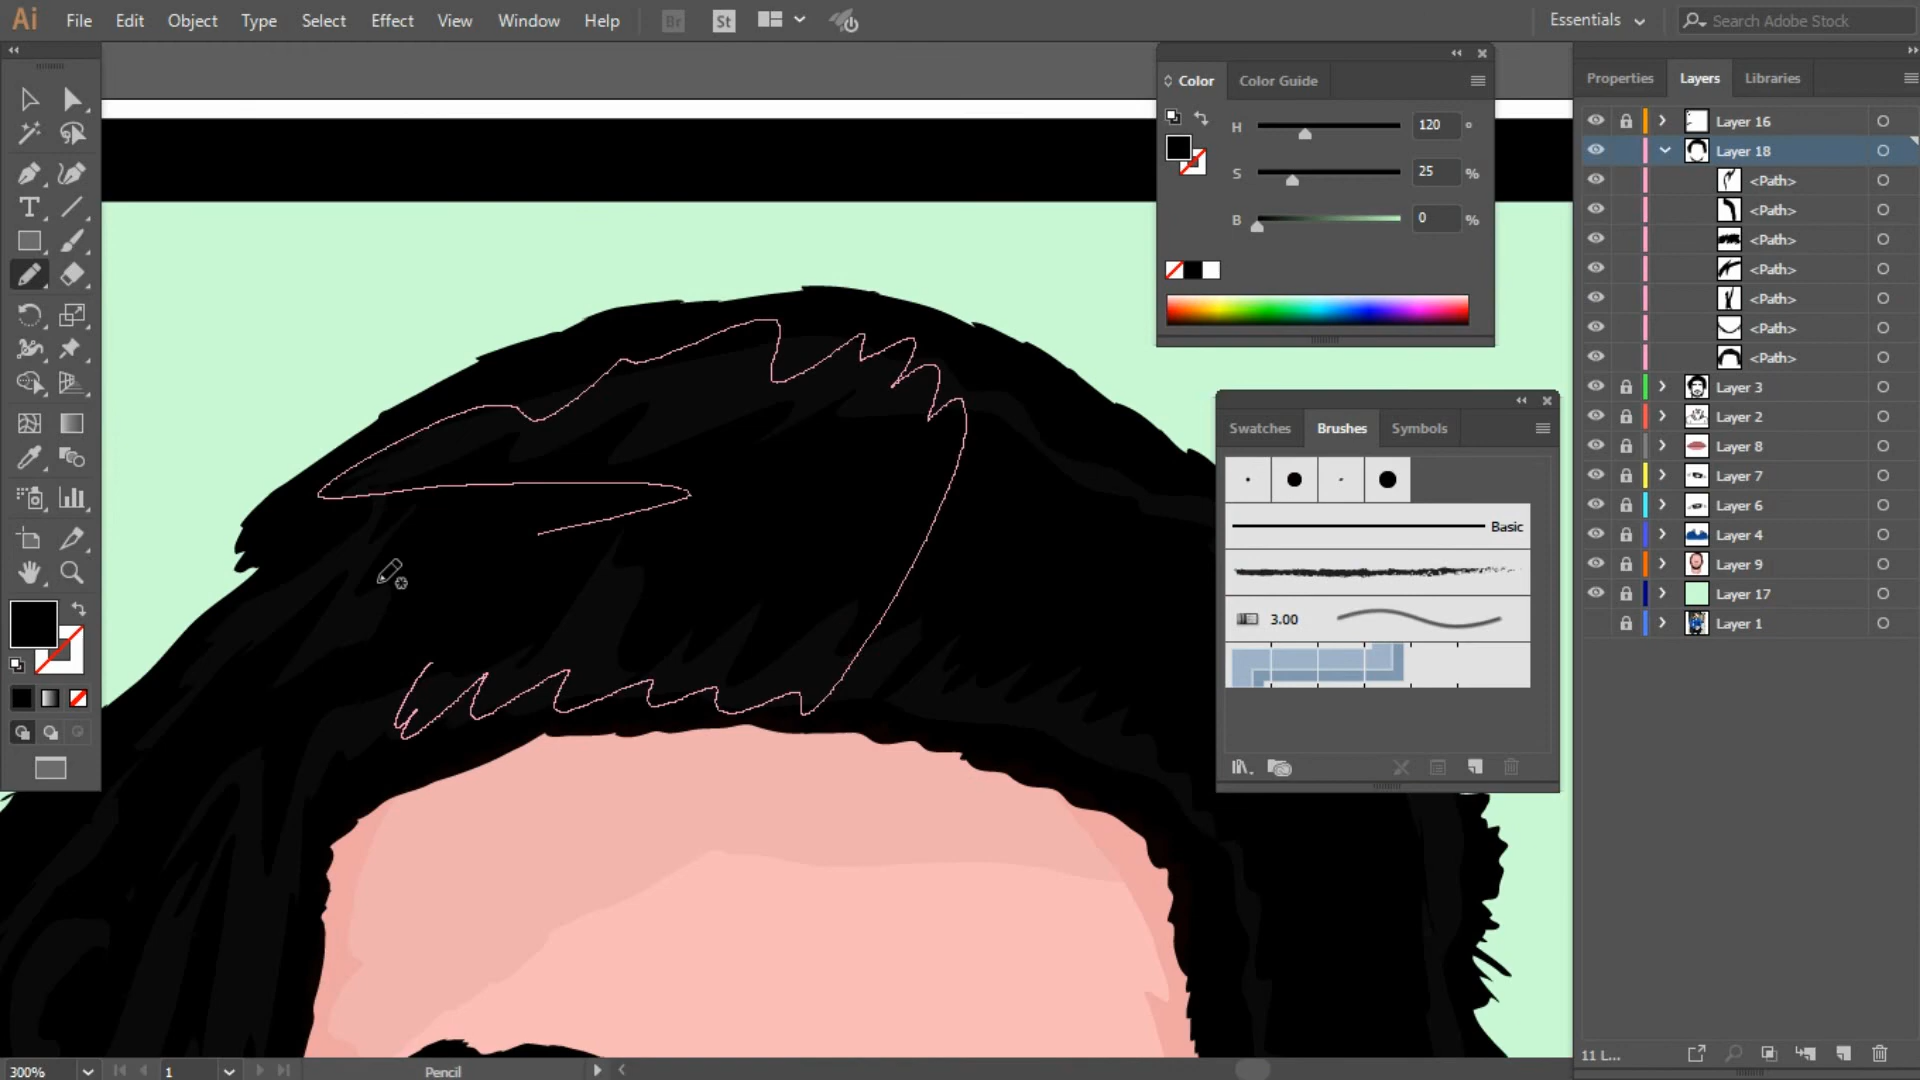 Ai File Edit Object Type Select Effect View Window Help Br St Essentials Search Adobe Stock
Color Color Guide
H 120 °
S 25 %
B 0 %
Swatches Brushes Symbols
Basic
3.00
Properties Layers Libraries
Layer 16
Layer 18
<Path>
<Path>
<Path>
<Path>
<Path>
<Path>
<Path>
Layer 3
Layer 2
Layer 8
Layer 7
Layer 6
Layer 4
Layer 9
Layer 17
Layer 1
11 L...
300% 1 Pencil